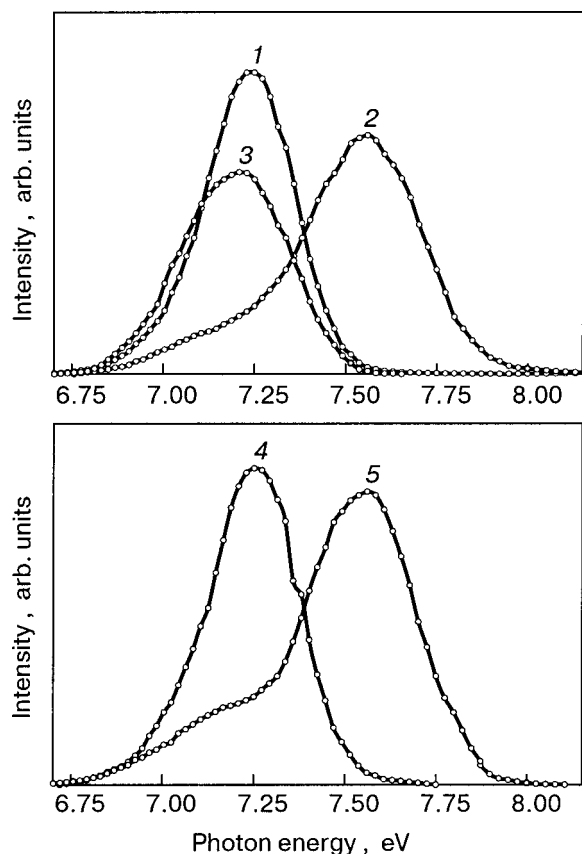 1
2
3
Intensity, arb. units
6.75 7.00 7.25 7.50 7.75 8.00
4
5
Intensity, arb. units
6.75 7.00 7.25 7.50 7.75 8.00
Photon energy, eV